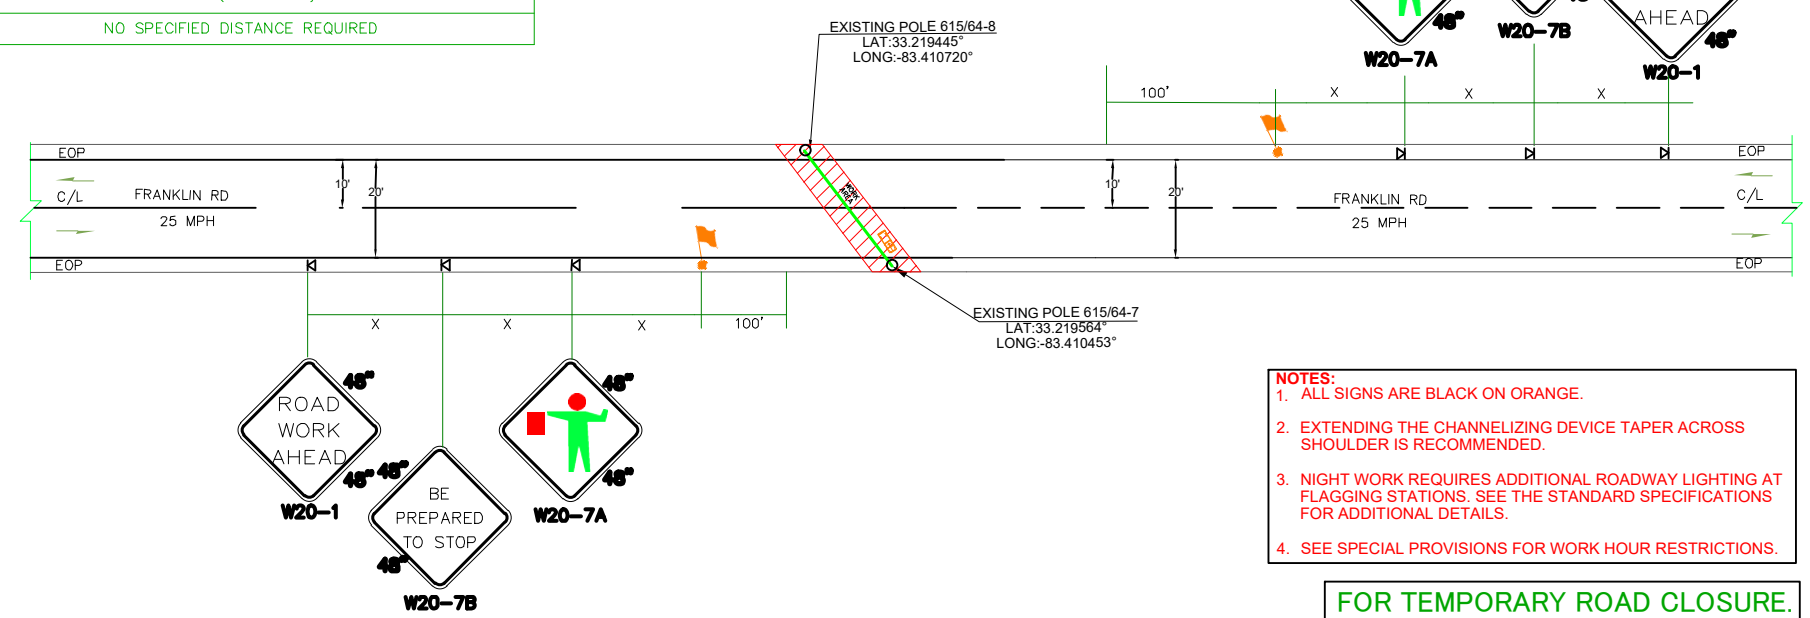 NO SPECIFIED DISTANCE REQUIRED
EXISTING POLE 615/64-8
LAT:33.219445°
LONG:-83.410720°
48"
W20-7A
W20-7B
AHEAD
48"
W20-1
100'
X
X
X
EOP
EOP
C/L
FRANKLIN RD
25 MPH
10'
20'
WORK
AREA
10'
20'
FRANKLIN RD
25 MPH
C/L
EOP
EOP
X
X
X
100'
EXISTING POLE 615/64-7
LAT:33.219564°
LONG:-83.410453°
ROAD
WORK
AHEAD
48"
48"
W20-1
48"
BE
PREPARED
TO STOP
48"
W20-7B
48"
48"
W20-7A
NOTES:
1. ALL SIGNS ARE BLACK ON ORANGE.
2. EXTENDING THE CHANNELIZING DEVICE TAPER ACROSS
SHOULDER IS RECOMMENDED.
3. NIGHT WORK REQUIRES ADDITIONAL ROADWAY LIGHTING AT
FLAGGING STATIONS. SEE THE STANDARD SPECIFICATIONS
FOR ADDITIONAL DETAILS.
4. SEE SPECIAL PROVISIONS FOR WORK HOUR RESTRICTIONS.
FOR TEMPORARY ROAD CLOSURE.